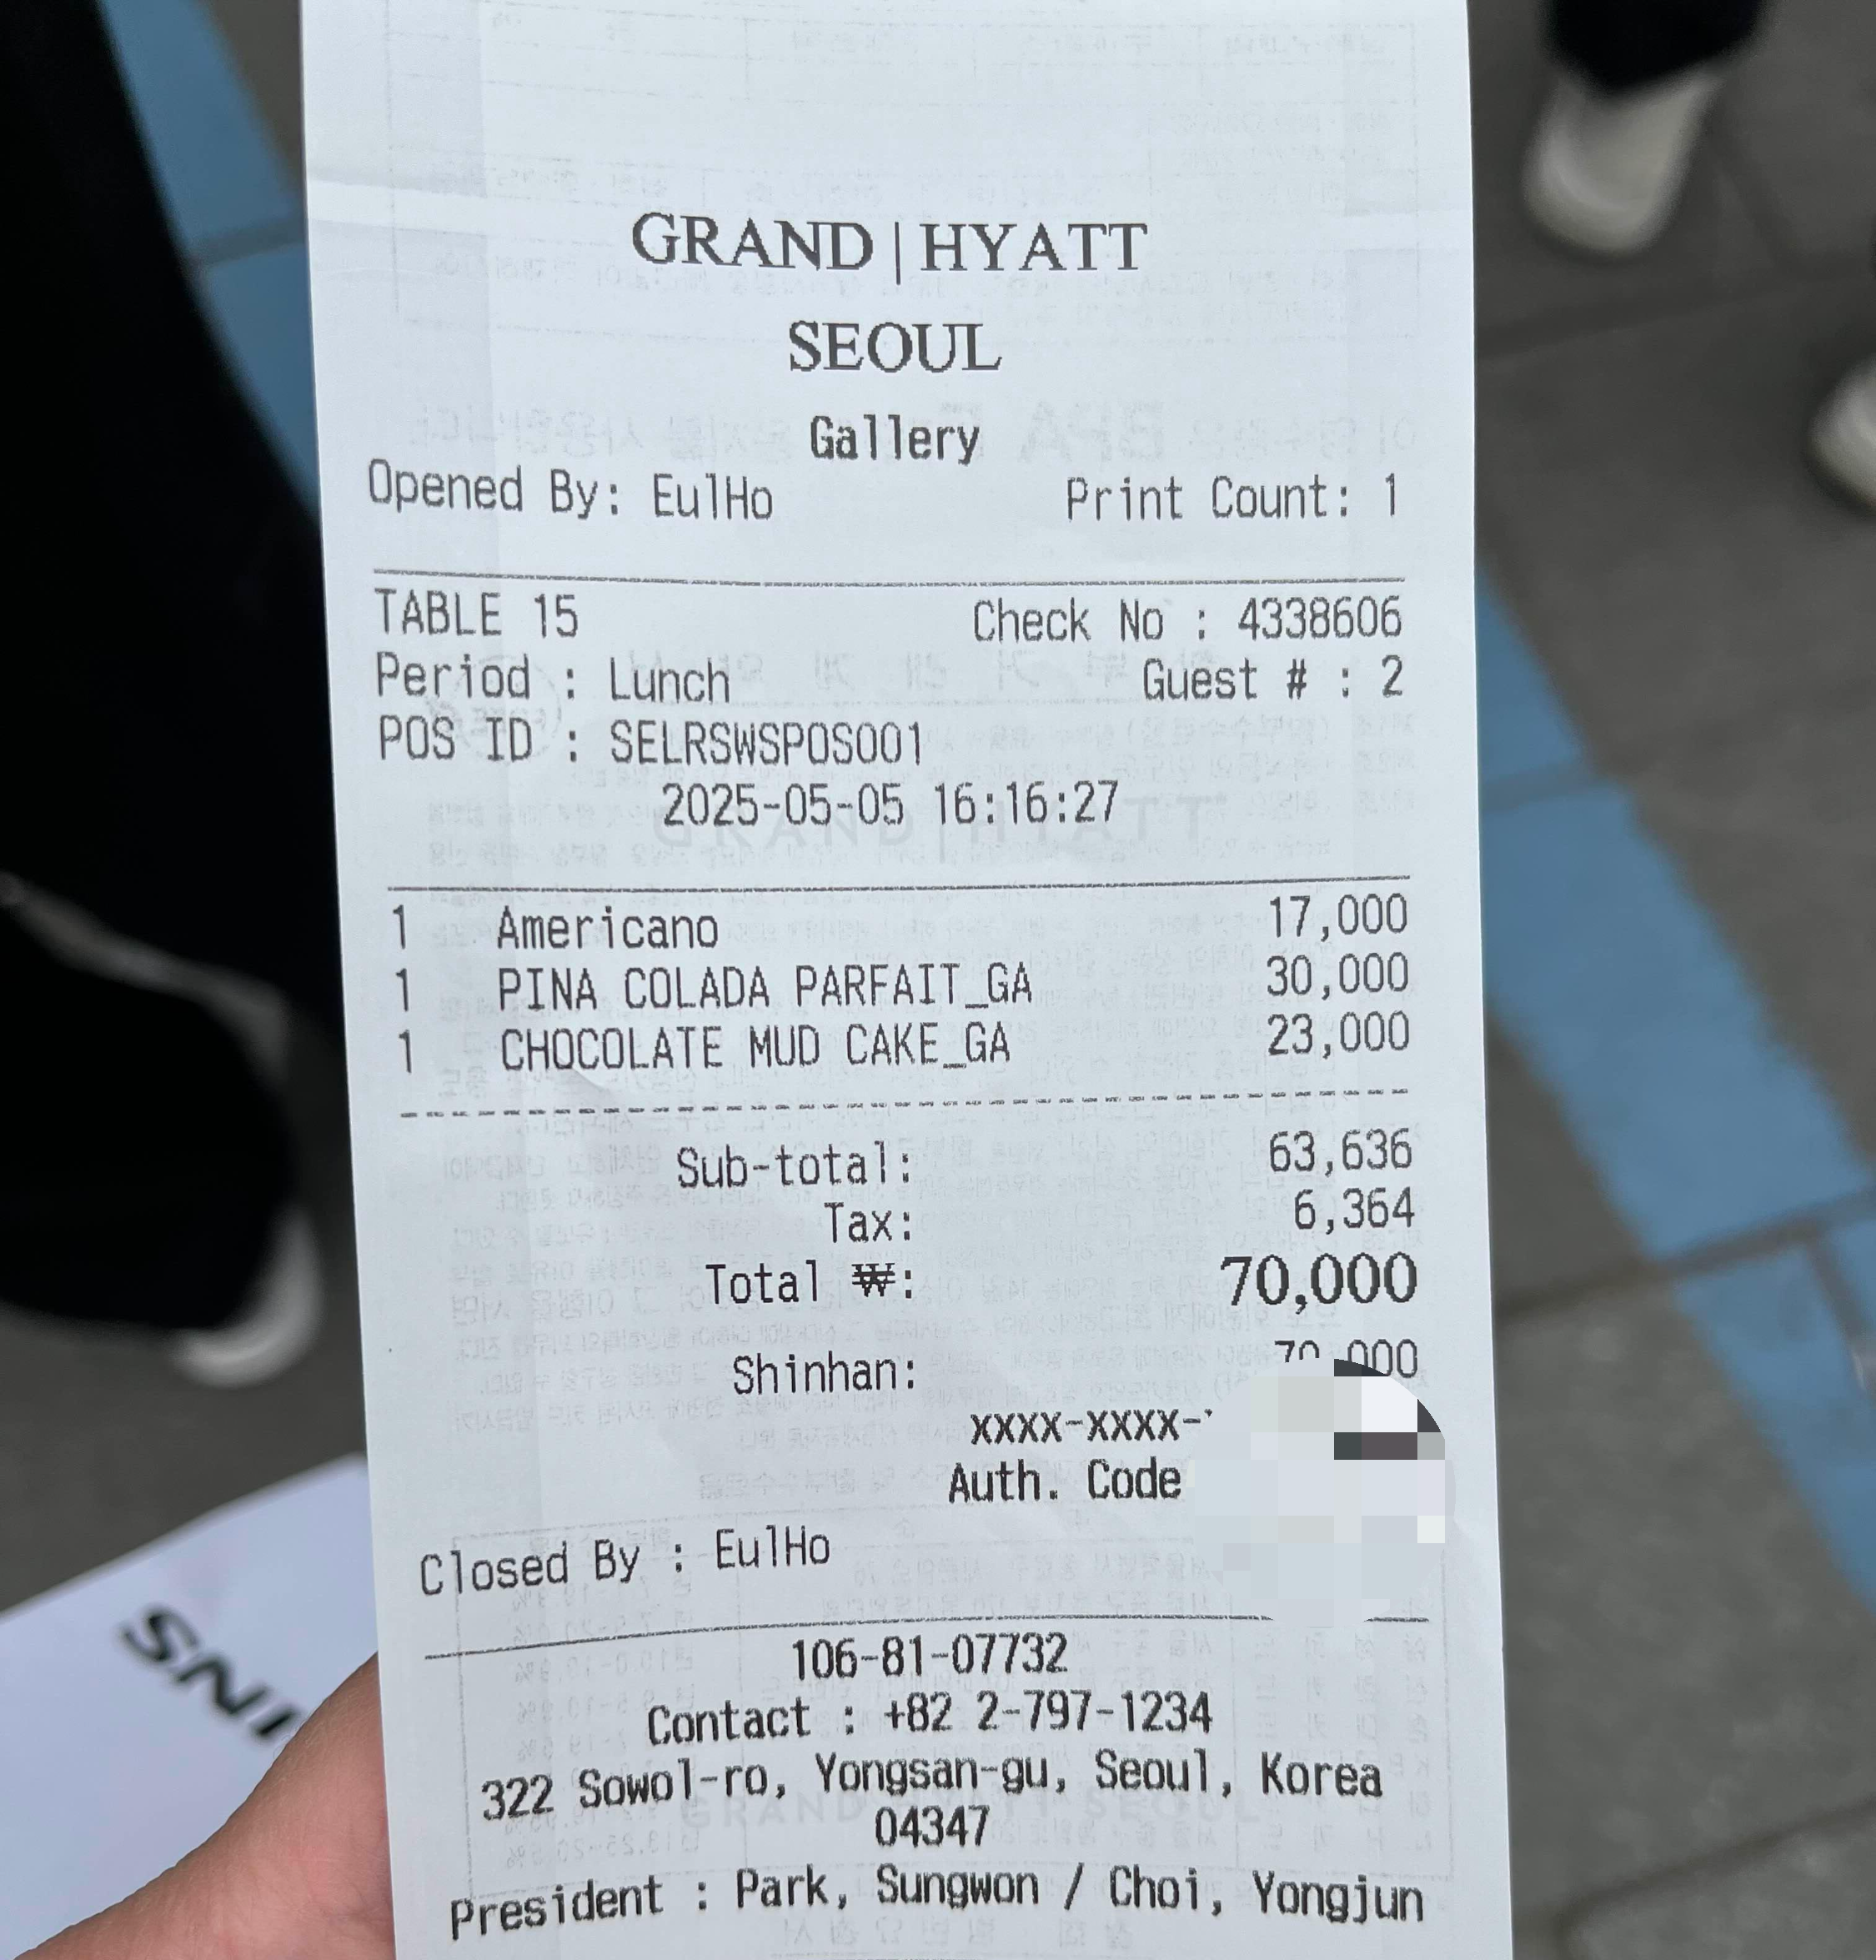 GRAND | HYATT
SEOUL
Gallery
Opened By: EulHo Print Count: 1
TABLE 15 Check No : 4338606
Period : Lunch Guest # : 2
POS ID : SELRSWSPOS001
2025-05-05 16:16:27
1 Americano 17,000
1 PINA COLADA PARFAIT_GA 30,000
1 CHOCOLATE MUD CAKE_GA 23,000
Sub-total: 63,636
Tax: 6,364
Total ₩: 70,000
Shinhan: 70,000
xxxx-xxxx-
Auth. Code
Closed By : EulHo
106-81-07732
Contact : +82 2-797-1234
322 Sowol-ro, Yongsan-gu, Seoul, Korea
04347
President : Park, Sungwon / Choi, Yongjun